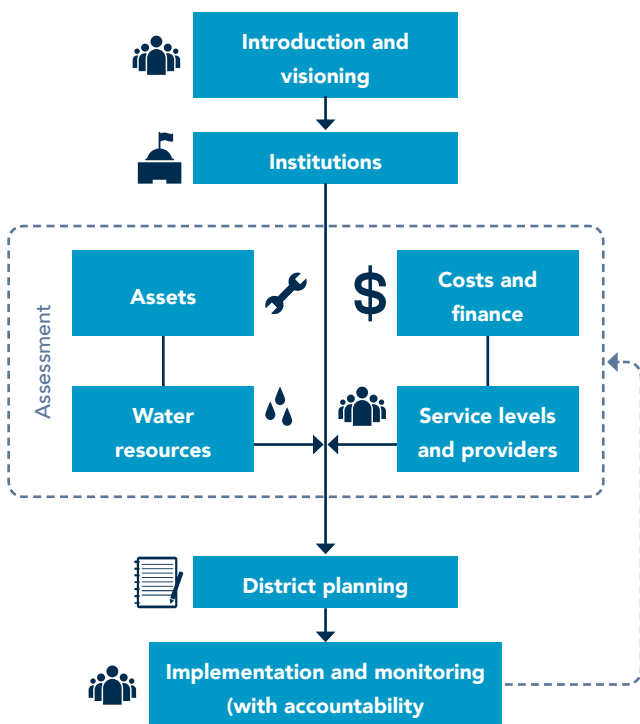 Introduction and
visioning
Institutions
Assessment
Assets
$
Costs and
finance
Water
resources
Service levels
and providers
District planning
Implementation and monitoring
(with accountability